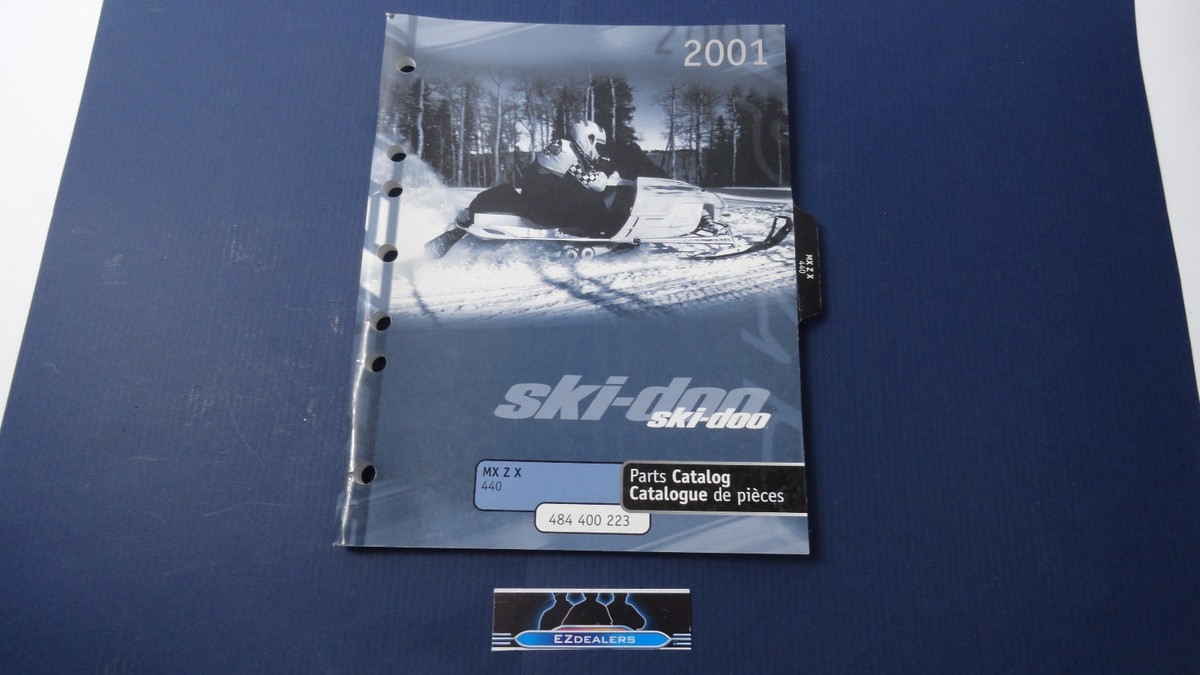 2001
MX Z X
440
ski-doo
ski-doo
MX Z X
440
Parts Catalog
Catalogue de pièces
484 400 223
EZDEALERS